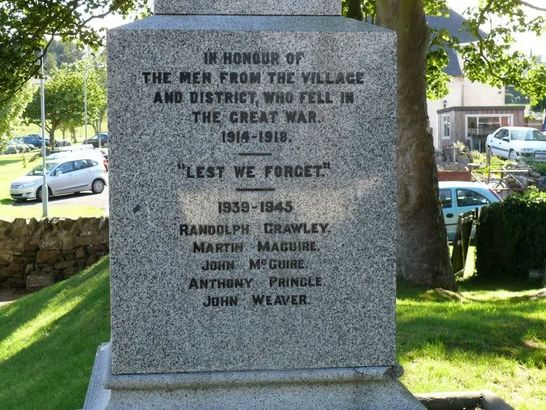 IN HONOUR OF
THE MEN FROM THE VILLAGE
AND DISTRICT, WHO FELL IN
THE GREAT WAR.
1914-1918.
"LEST WE FORGET."
1939-1945
RANDOLPH CRAWLEY.
MARTIN MAGUIRE.
JOHN McGUIRE.
ANTHONY PRINGLE.
JOHN WEAVER.